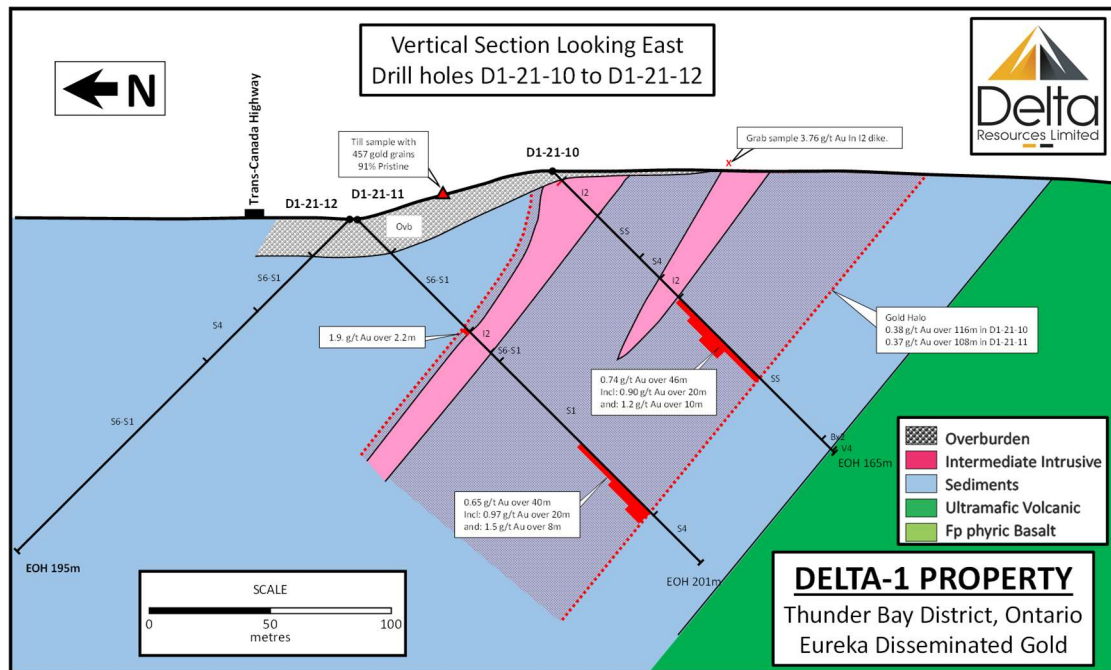 Vertical Section Looking East
Drill holes D1-21-10 to D1-21-12
N
Delta
Resources Limited
Trans-Canada Highway
Till sample with
457 gold grains
91% Pristine
Grab sample 3.76 g/t Au In I2 dike.
D1-21-10
D1-21-11
D1-21-12
Ovb
I2
SS
S4
I2
S6-S1
S6-S1
S4
S6-S1
I2
S6-S1
1.9. g/t Au over 2.2m
Gold Halo
0.38 g/t Au over 116m in D1-21-10
0.37 g/t Au over 108m in D1-21-11
0.74 g/t Au over 46m
Incl: 0.90 g/t Au over 20m
and: 1.2 g/t Au over 10m
SS
S1
Bx2
V4
EOH 165m
0.65 g/t Au over 40m
Incl: 0.97 g/t Au over 20m
and: 1.5 g/t Au over 8m
S4
EOH 201m
EOH 195m
Overburden
Intermediate Intrusive
Sediments
Ultramafic Volcanic
Fp phyric Basalt
SCALE
0 50 100
metres
DELTA-1 PROPERTY
Thunder Bay District, Ontario
Eureka Disseminated Gold